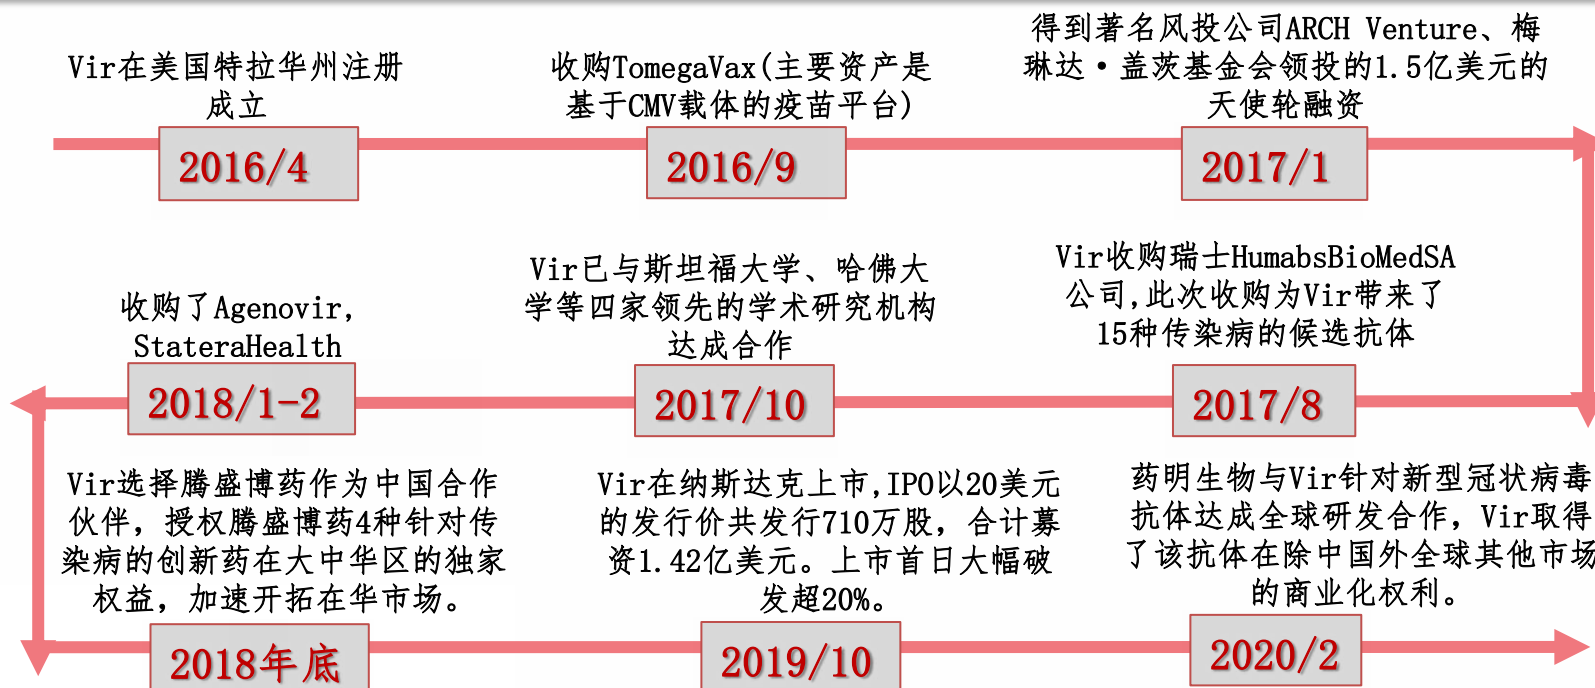 Vir在美国特拉华州注册
成立
2016/4
收购TomegaVax(主要资产是
基于CMV载体的疫苗平台)
2016/9
得到著名风投公司ARCH Venture、梅
琳达·盖茨基金会领投的1.5亿美元的
天使轮融资
2017/1
Vir收购瑞士HumabsBioMedSA
公司,此次收购为Vir带来了
15种传染病的候选抗体
2017/8
Vir已与斯坦福大学、哈佛大
学等四家领先的学术研究机构
达成合作
2017/10
收购了Agenovir,
StateraHealth
2018/1-2
Vir选择腾盛博药作为中国合作
伙伴，授权腾盛博药4种针对传
染病的创新药在大中华区的独家
权益，加速开拓在华市场。
2018年底
Vir在纳斯达克上市,IPO以20美元
的发行价共发行710万股，合计募
资1.42亿美元。上市首日大幅破
发超20%。
2019/10
药明生物与Vir针对新型冠状病毒
抗体达成全球研发合作，Vir取得
了该抗体在除中国外全球其他市场
的商业化权利。
2020/2